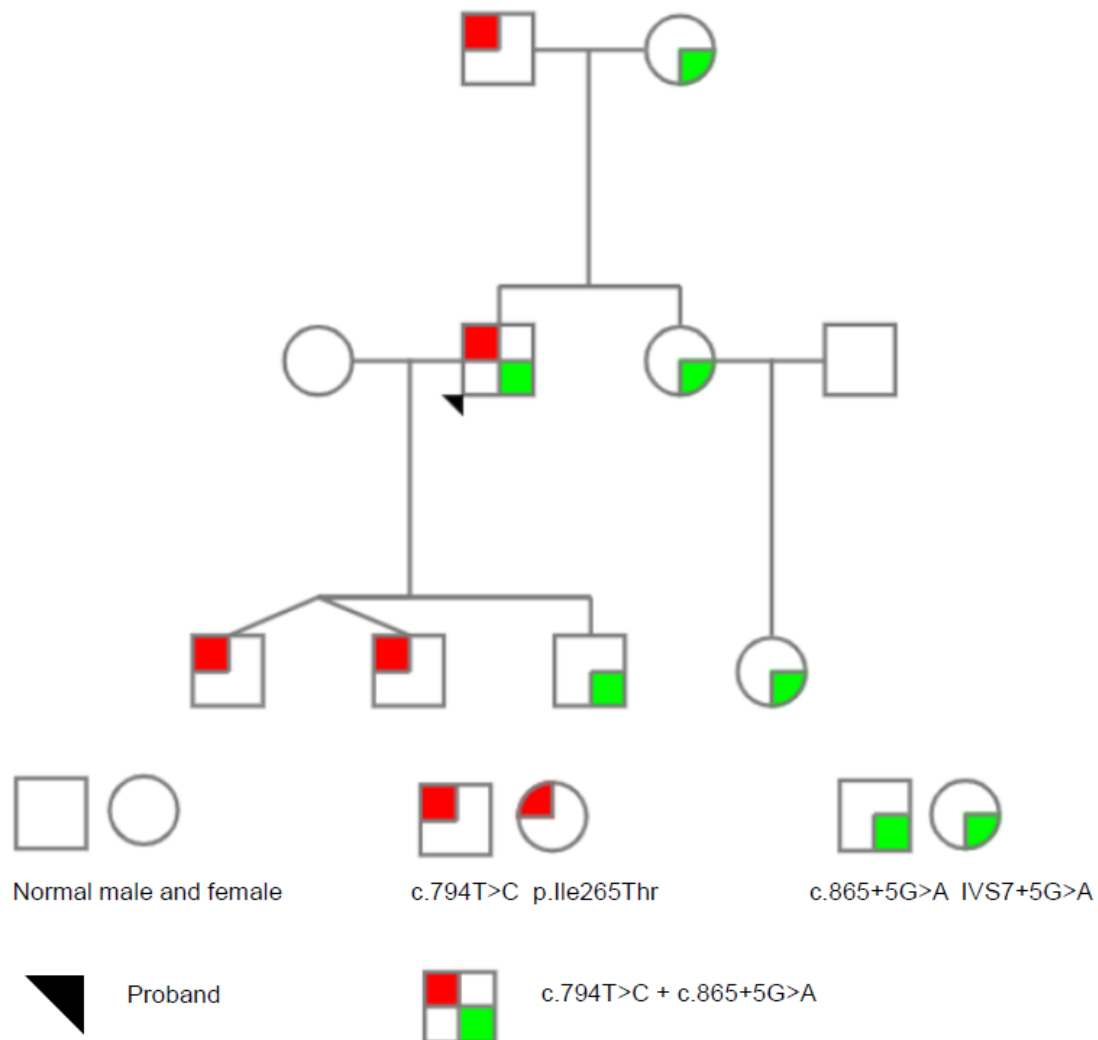 Normal male and female
c.794T>C p.Ile265Thr
c.865+5G>A IVS7+5G>A
Proband
c.794T>C + c.865+5G>A